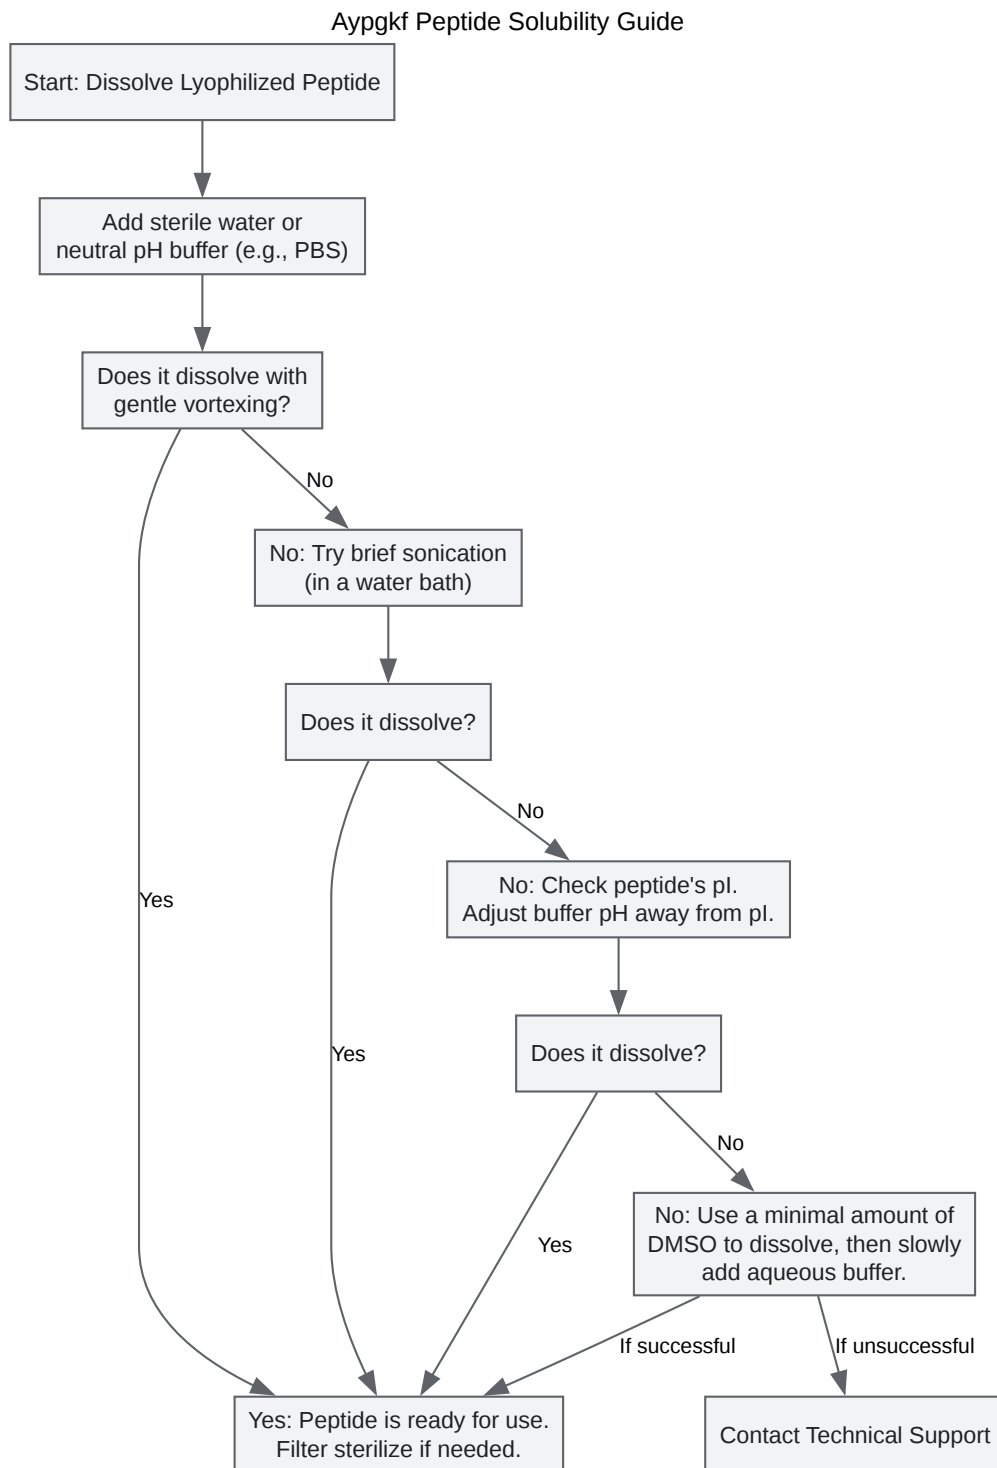 Aypgkf Peptide Solubility Guide
Start: Dissolve Lyophilized Peptide
Add sterile water or
neutral pH buffer (e.g., PBS)
Does it dissolve with
gentle vortexing?
No
No: Try brief sonication
(in a water bath)
Does it dissolve?
No
No: Check peptide's pI.
Adjust buffer pH away from pI.
Yes
Yes
Does it dissolve?
No
No: Use a minimal amount of
DMSO to dissolve, then slowly
add aqueous buffer.
Yes
If successful
If unsuccessful
Yes: Peptide is ready for use.
Filter sterilize if needed.
Contact Technical Support